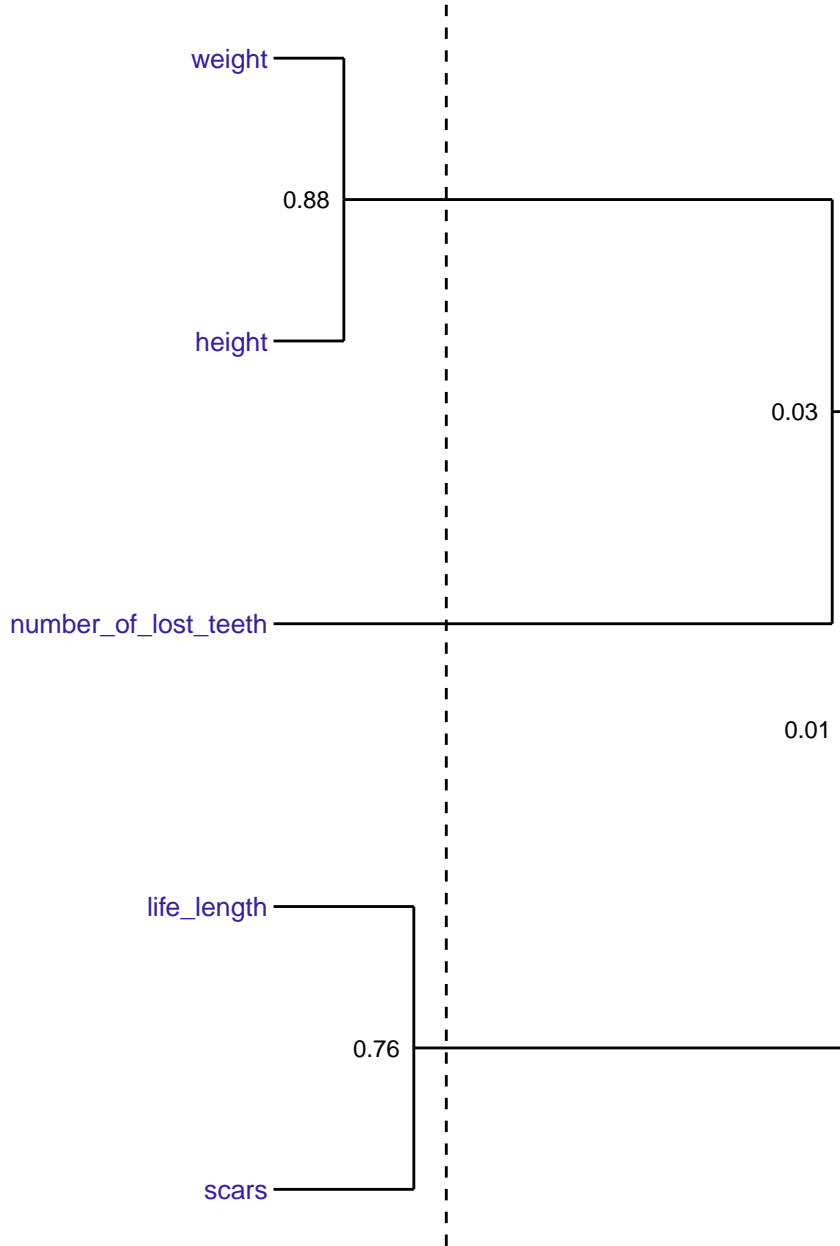 weight
0.88
height
0.03
number_of_lost_teeth
0.01
life_length
0.76
scars